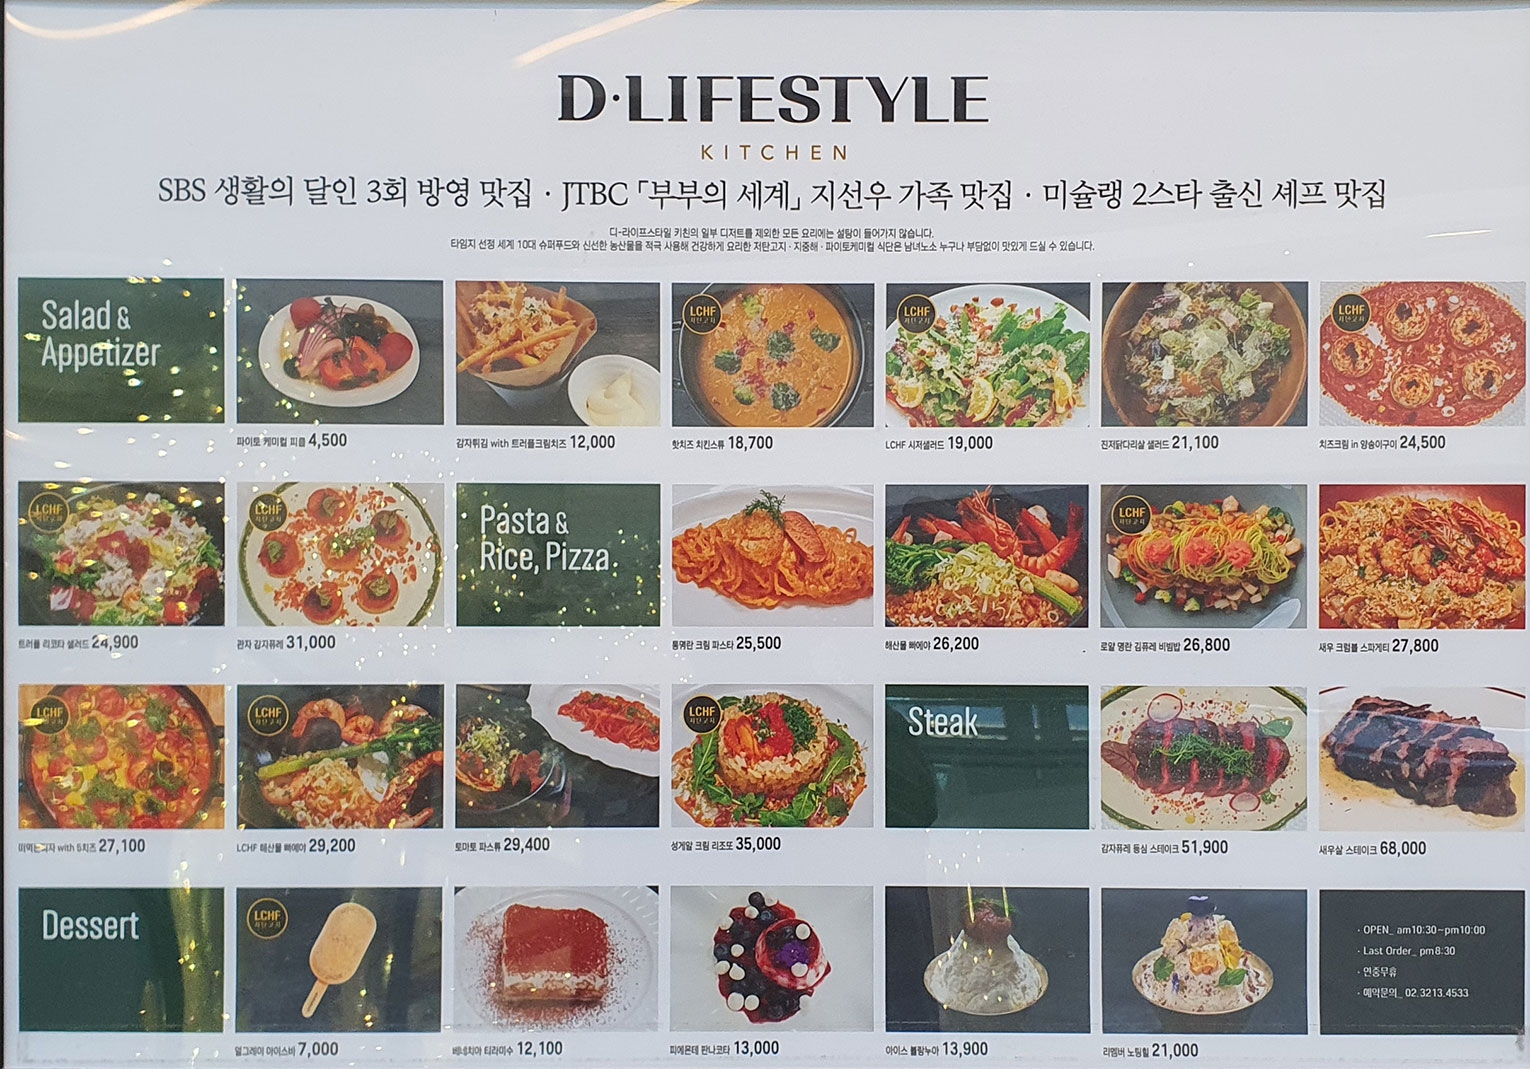 D·LIFESTYLE
KITCHEN
SBS 생활의 달인 3회 방영 맛집 · JTBC 「부부의 세계」 지선우 가족 맛집 · 미슐랭 2스타 출신 셰프 맛집
디-라이프스타일 키친의 일부 디저트를 제외한 모든 요리에는 설탕이 들어가지 않습니다.
타임지 선정 세계 10대 슈퍼푸드와 신선한 농산물을 적극 사용해 건강하게 요리한 저탄고지 · 지중해 · 파이토케미컬 식단은 남녀노소 누구나 부담없이 맛있게 드실 수 있습니다.
Salad &
Appetizer
파이토 케미컬 피클 4,500
감자튀김 with 트러플크림치즈 12,000
LCHF
저탄고지
핫치즈 치킨스튜 18,700
LCHF
저탄고지
LCHF 시저샐러드 19,000
진저닭다리살 샐러드 21,100
LCHF
저탄고지
치즈크림 in 양송이구이 24,500
LCHF
저탄고지
트러플 리코타 샐러드 24,900
LCHF
저탄고지
관자 감자퓨레 31,000
Pasta &
Rice, Pizza
통명란 크림 파스타 25,500
해산물 빠에야 26,200
LCHF
저탄고지
로얄 명란 김퓨레 비빔밥 26,800
새우 크럼블 스파게티 27,800
LCHF
저탄고지
with 5치즈 27,100
LCHF
저탄고지
LCHF 해산물 빠에야 29,200
토마토 파스튜 29,400
LCHF
저탄고지
성게알 크림 리조또 35,000
Steak
감자퓨레 등심 스테이크 51,900
새우살 스테이크 68,000
Dessert
LCHF
저탄고지
얼그레이 아이스바 7,000
베네치아 티라미수 12,100
피에몬테 판나코타 13,000
아이스 블랑누아 13,900
리멤버 노팅힐 21,000
· OPEN_ am10:30~pm10:00
· Last Order_ pm8:30
· 연중무휴
· 예약문의_ 02.3213.4533